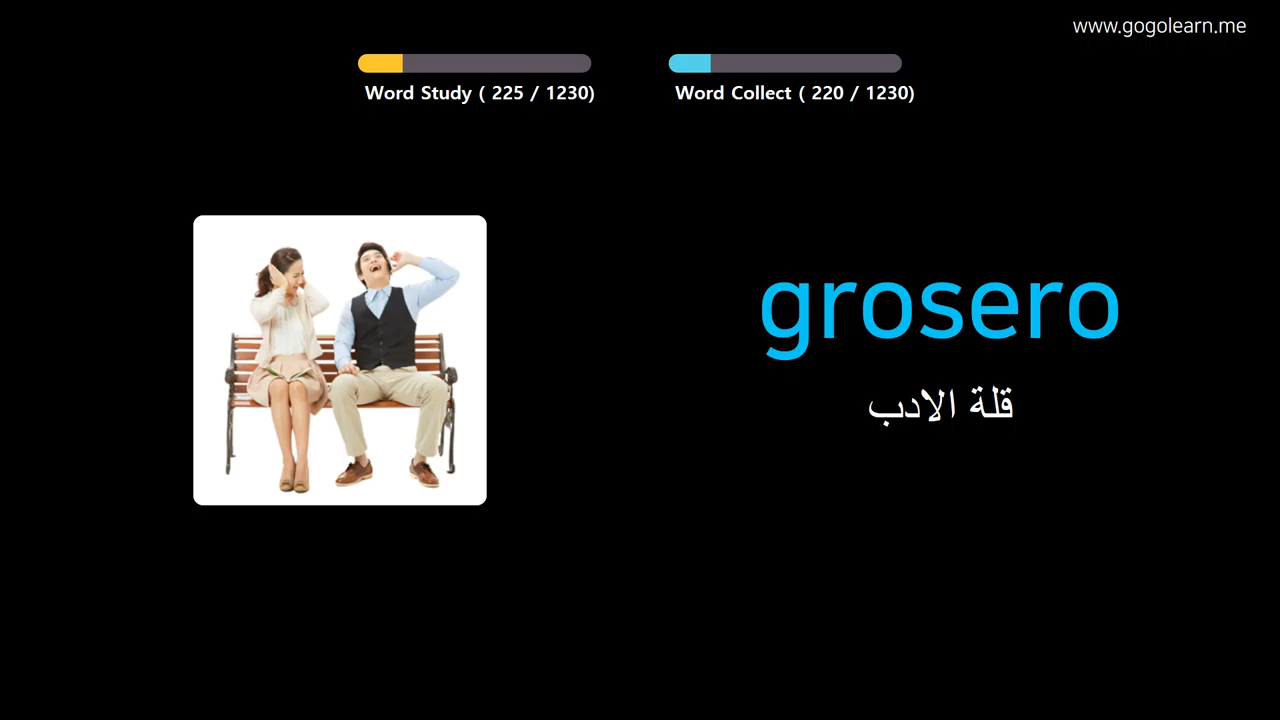 www.gogolearn.me
Word Study ( 225 / 1230)
Word Collect ( 220 / 1230)
grosero
قلة الادب